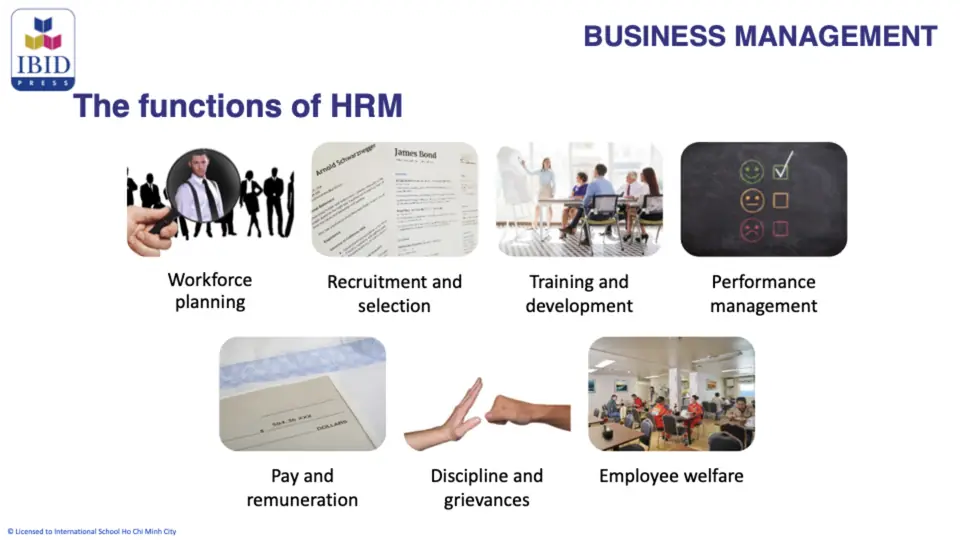 IBID
PRESS
BUSINESS MANAGEMENT
The functions of HRM
Arnold Schwarznegger
James Bond
Workforce
planning
Recruitment and
selection
Training and
development
Performance
management
DOLLARS
Pay and
remuneration
Discipline and
grievances
Employee welfare
© Licensed to International School Ho Chi Minh City